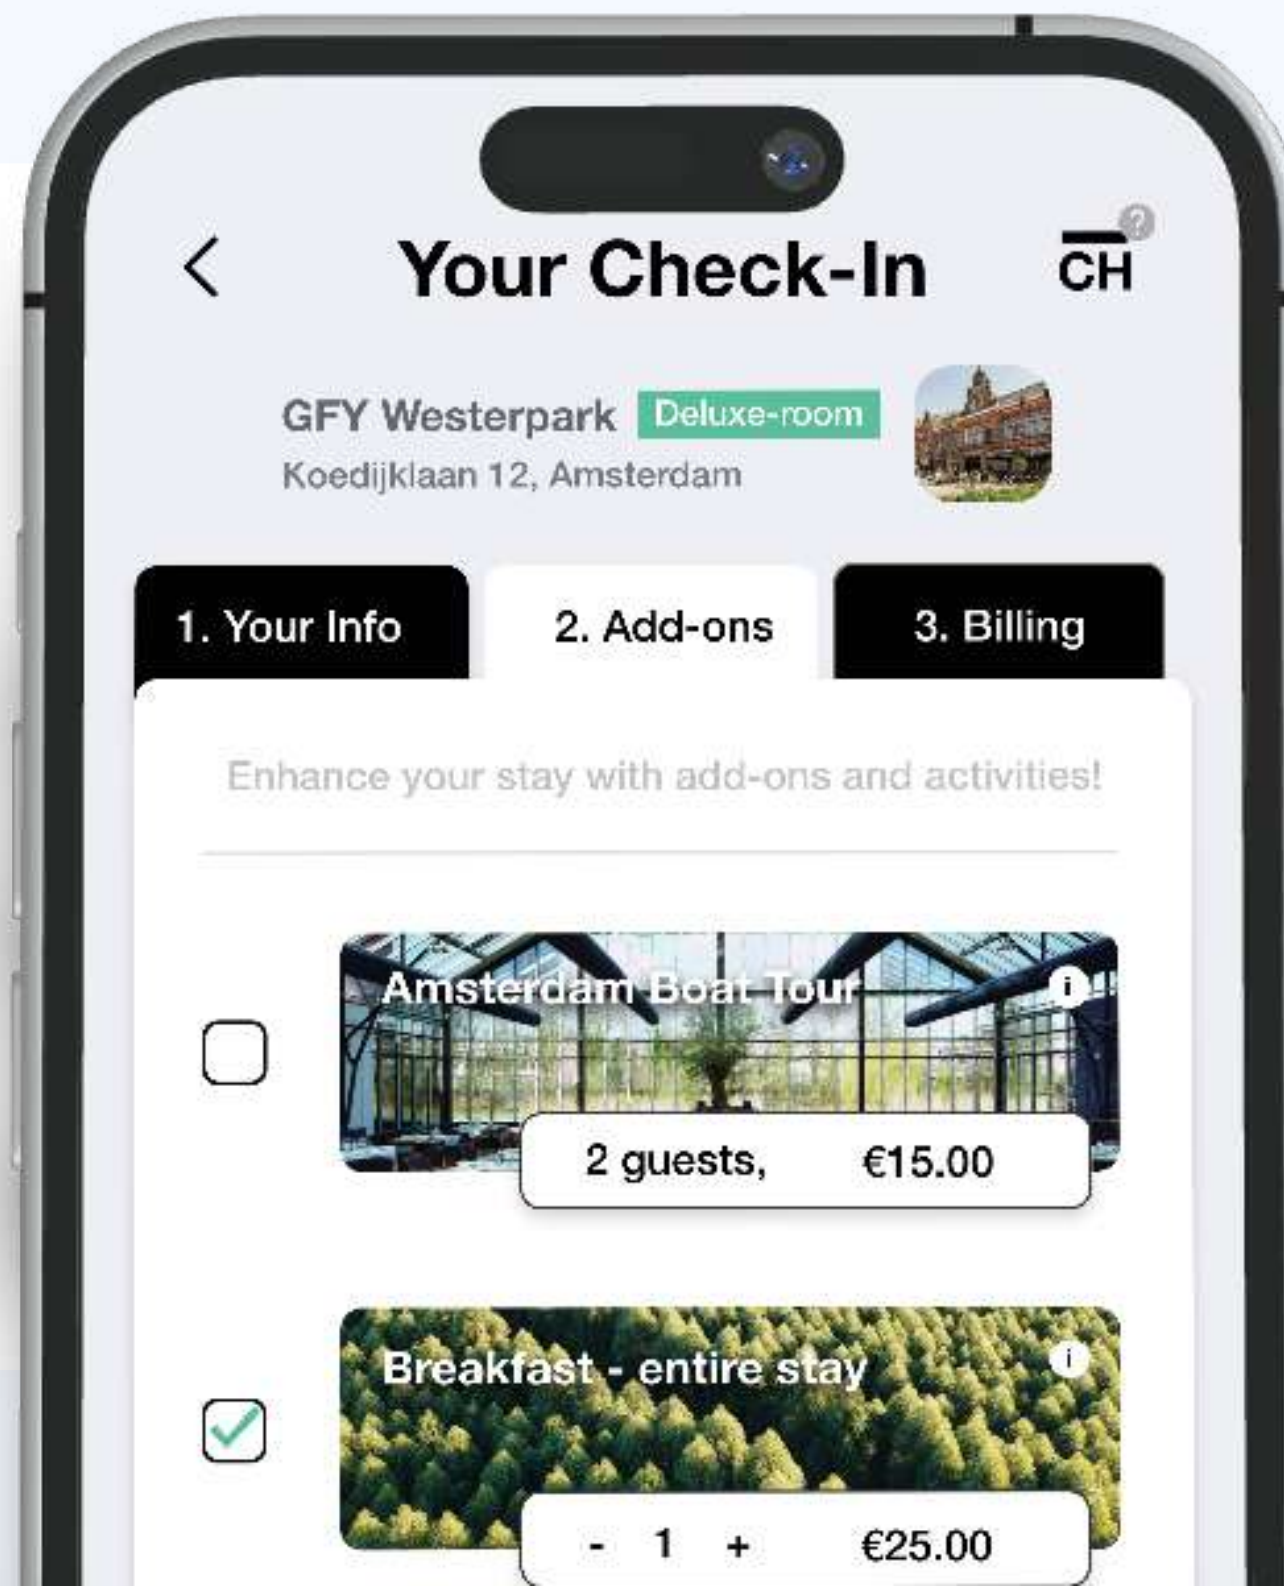 Your Check-In
CH
?
GFY Westerpark
Deluxe-room
Koedijklaan 12, Amsterdam
1. Your Info
2. Add-ons
3. Billing
Enhance your stay with add-ons and activities!
Amsterdam Boat Tour
i
2 guests, €15.00
Breakfast - entire stay
i
- 1 + €25.00